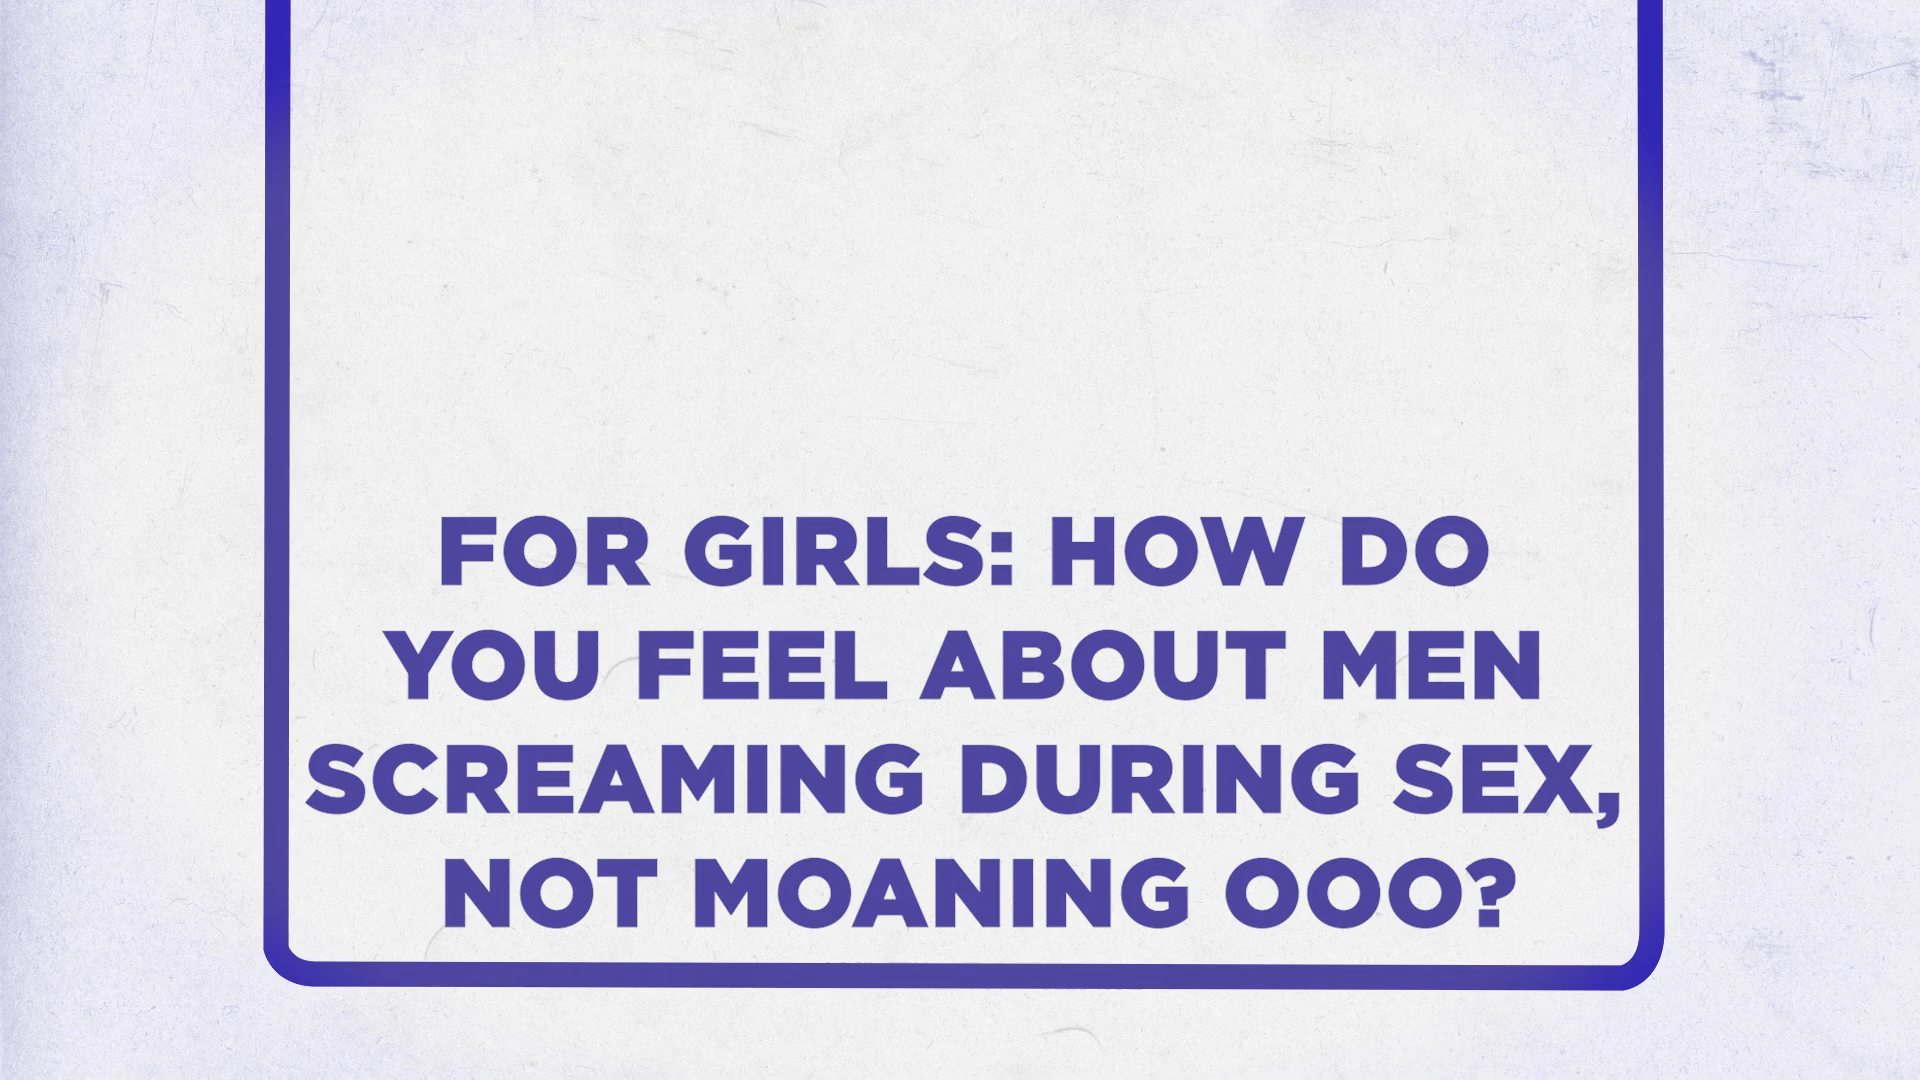 FOR GIRLS: HOW DO
YOU FEEL ABOUT MEN
SCREAMING DURING SEX,
NOT MOANING OOO?